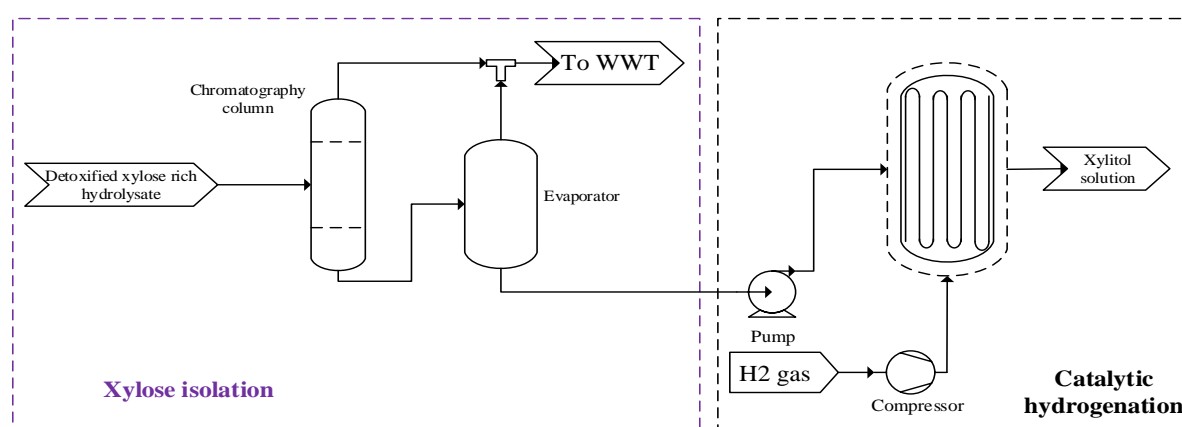 To WWT
Chromatography
column
Detoxified xylose rich
hydrolysate
Evaporator
Xylitol
solution
Pump
H2 gas
Compressor
Xylose isolation
Catalytic
hydrogenation